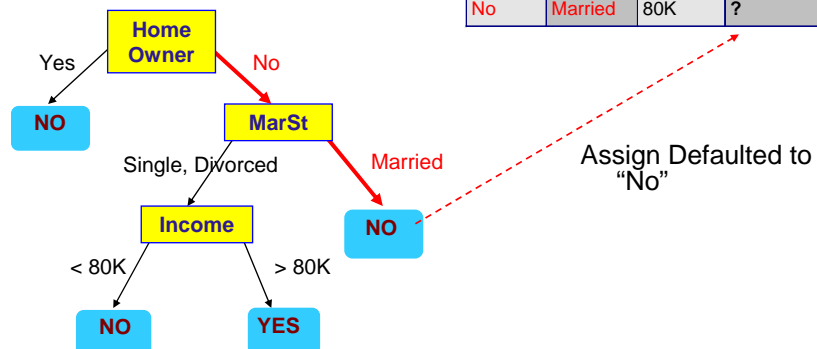 No Married 80K ?
Home
Owner
Yes
No
NO
MarSt
Single, Divorced
Married
Assign Defaulted to
“No”
Income
NO
< 80K
> 80K
NO
YES